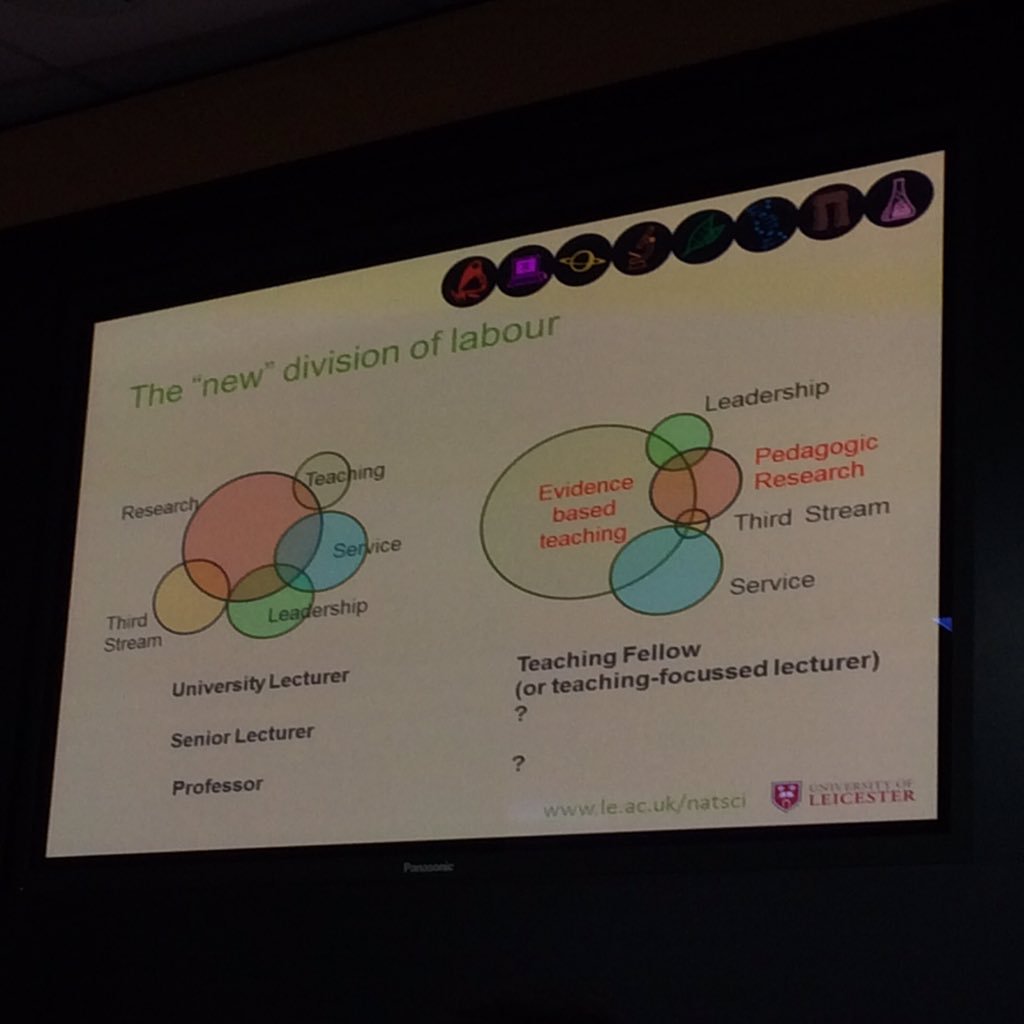 The "new" division of labour
Research
Teaching
Service
Leadership
Third
Stream
Leadership
Evidence
based
teaching
Pedagogic
Research
Third Stream
Service
University Lecturer
Senior Lecturer
Professor
Teaching Fellow
(or teaching-focussed lecturer)
?
?
www.le.ac.uk/natsci
UNIVERSITY OF
LEICESTER
Panasonic